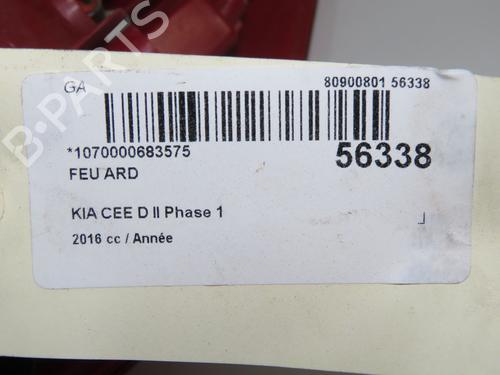 GA
80900801 56338
*1070000683575
56338
FEU ARD
KIA CEE D II Phase 1
2016 cc / Année
B-PARTS